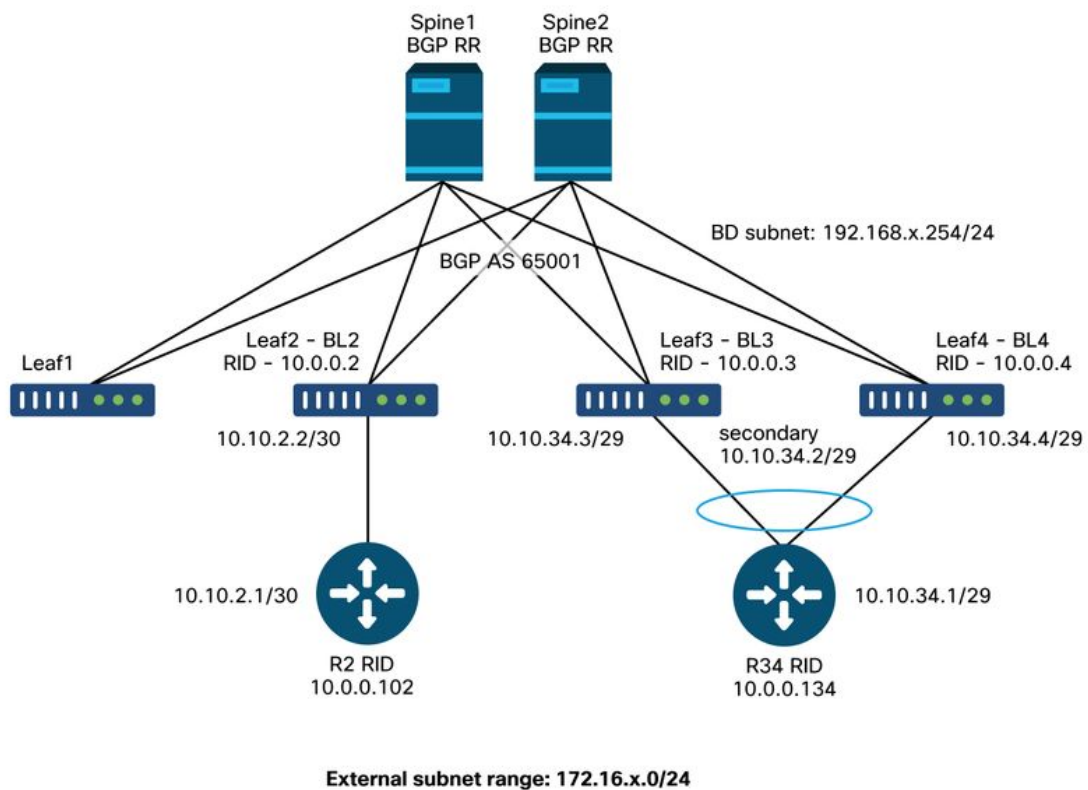 Spine1
BGP RR
Spine2
BGP RR
BD subnet: 192.168.x.254/24
BGP AS 65001
Leaf1
Leaf2 - BL2
RID - 10.0.0.2
Leaf3 - BL3
RID - 10.0.0.3
Leaf4 - BL4
RID - 10.0.0.4
10.10.2.2/30
10.10.34.3/29
secondary
10.10.34.2/29
10.10.34.4/29
10.10.2.1/30
10.10.34.1/29
R2 RID
10.0.0.102
R34 RID
10.0.0.134
External subnet range: 172.16.x.0/24